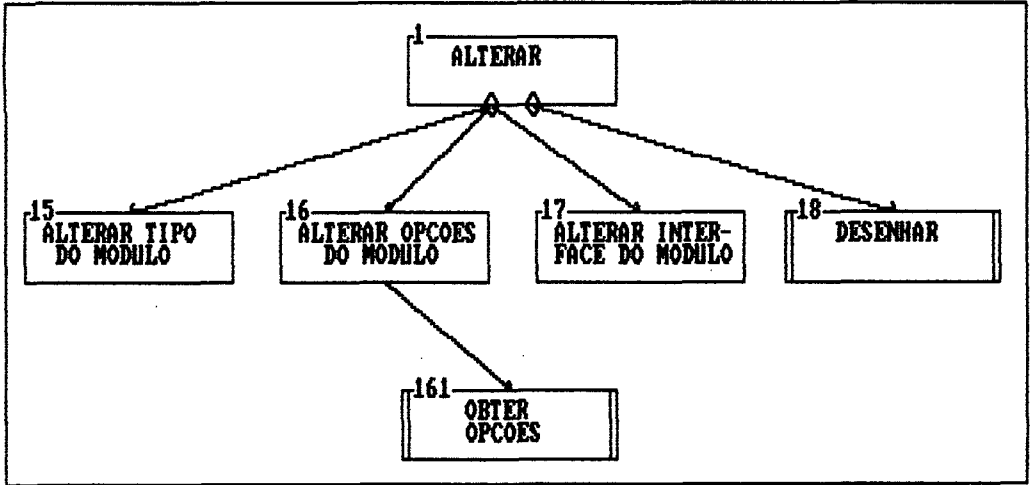 1
ALTERAR
15
ALTERAR TIPO
DO MODULO
16
ALTERAR OPCOES
DO MODULO
17
ALTERAR INTER-
FACE DO MODULO
18
DESENHAR
161
OBTER
OPCOES